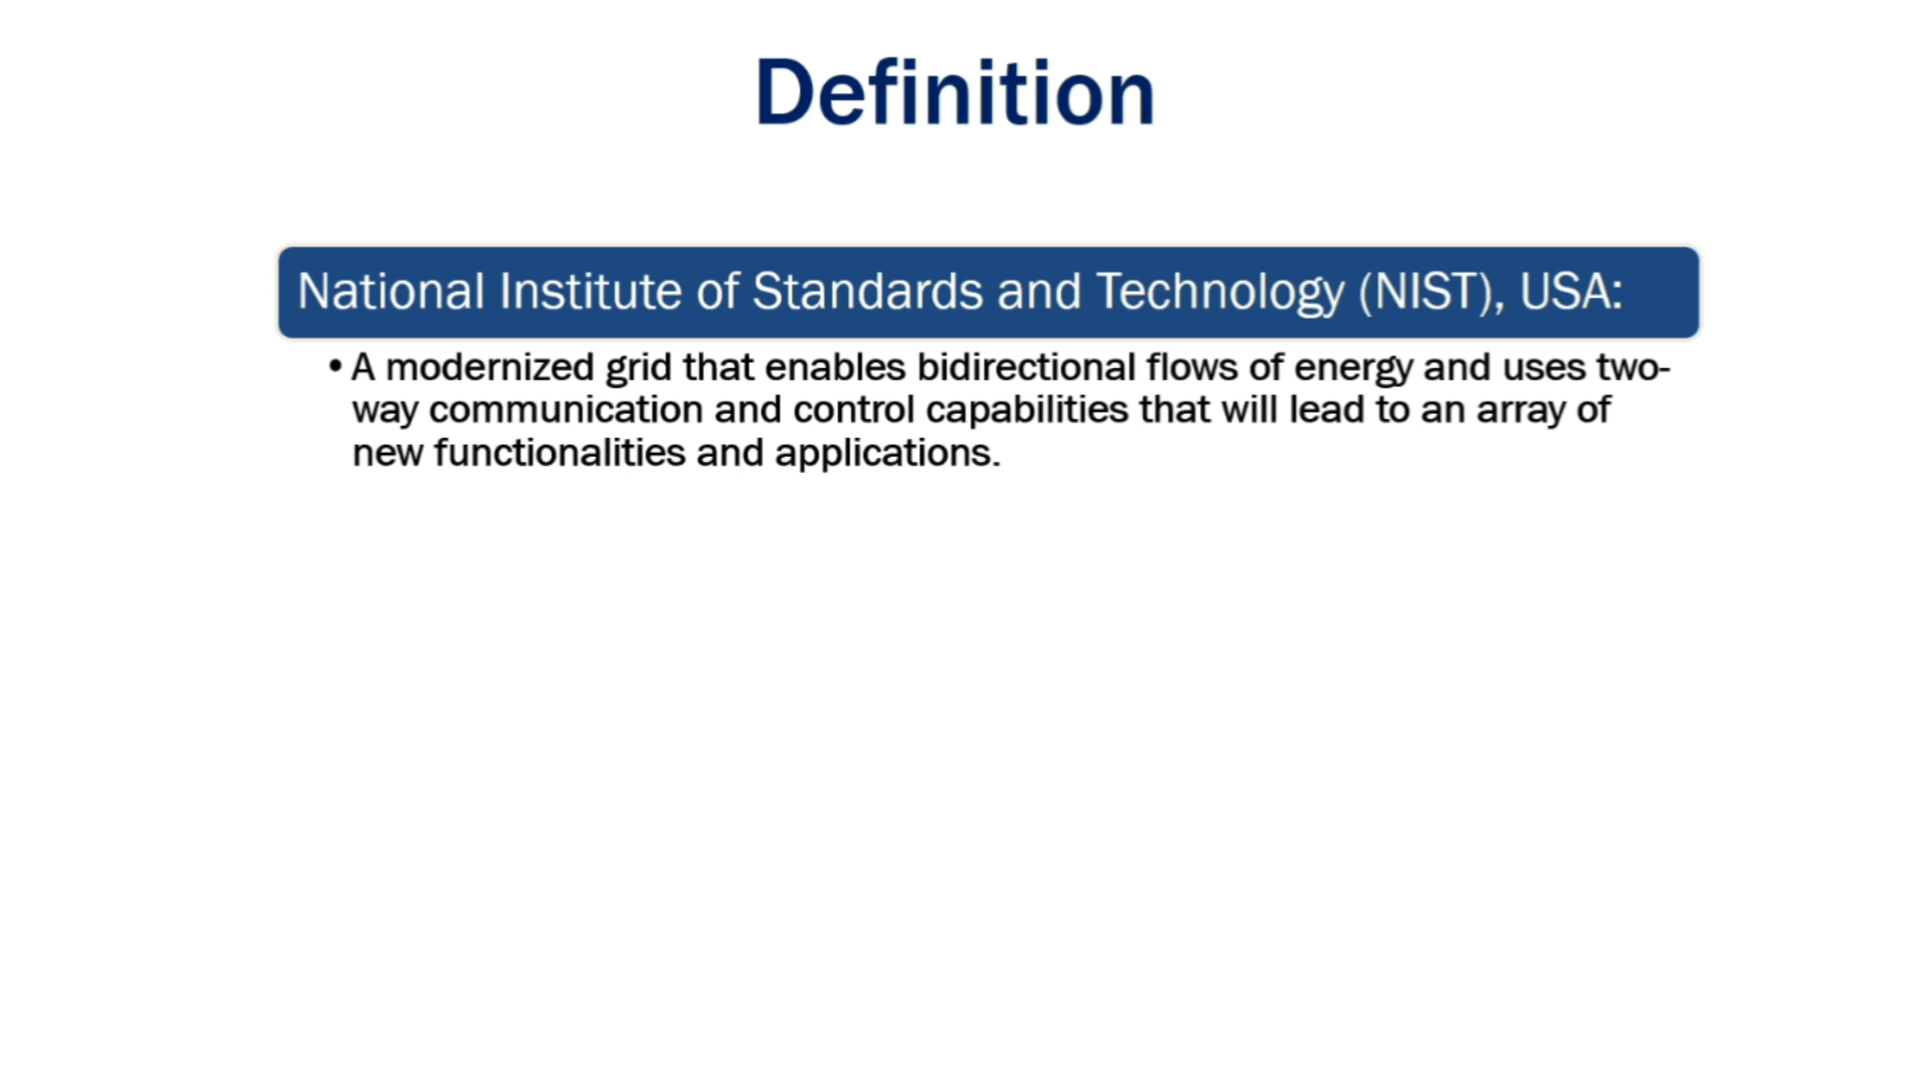 Definition
National Institute of Standards and Technology (NIST), USA:
• A modernized grid that enables bidirectional flows of energy and uses two-
way communication and control capabilities that will lead to an array of
new functionalities and applications.